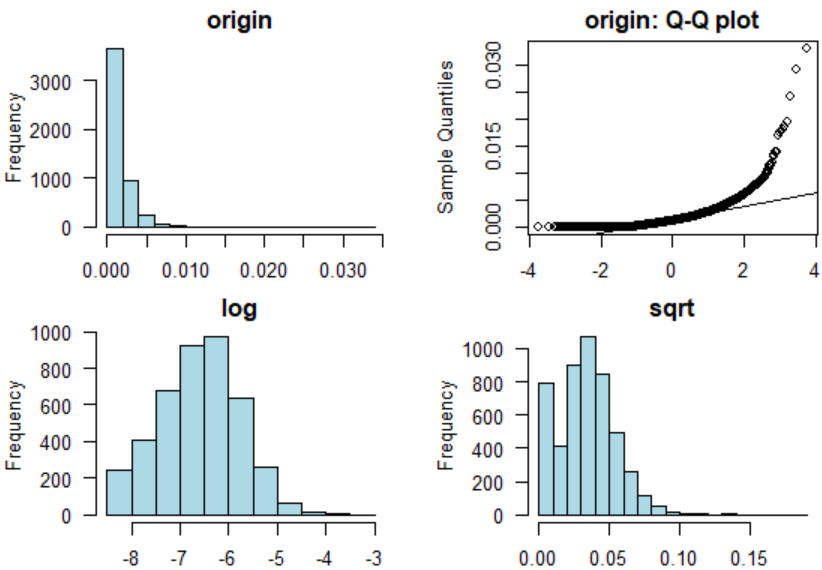 origin
Frequency
3000
2000
1000
0
0.000 0.010 0.020 0.030
origin: Q-Q plot
Sample Quantiles
0.030
0.015
0.000
-4 -2 0 2 4
log
Frequency
1000
800
600
400
200
0
-8 -7 -6 -5 -4 -3
sqrt
Frequency
1000
800
600
400
200
0
0.00 0.05 0.10 0.15